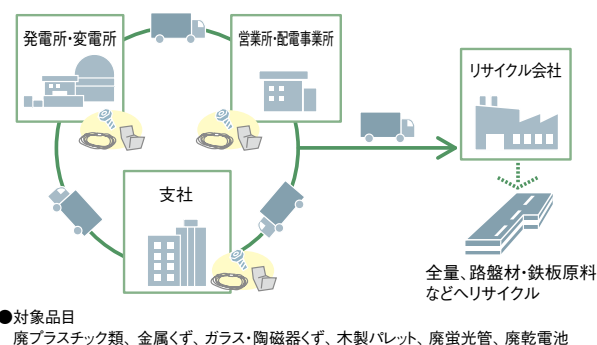 発電所・変電所
営業所・配電事業所
リサイクル会社
支社
全量、路盤材・鉄板原料
などへリサイクル
●対象品目
廃プラスチック類、金属くず、ガラス・陶磁器くず、木製パレット、廃蛍光管、廃乾電池